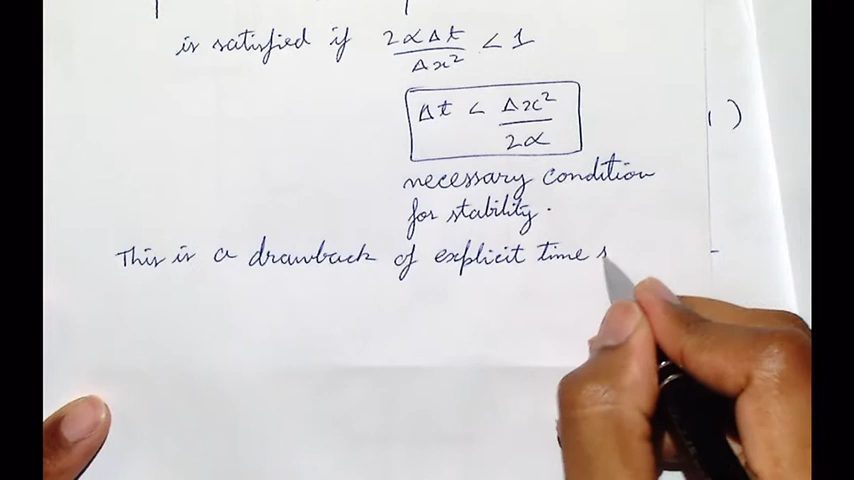 is satisfied if 2αΔt/Δx² < 1
Δt < Δx²/2α
necessary condition
for stability.
This is a drawback of explicit time s
)